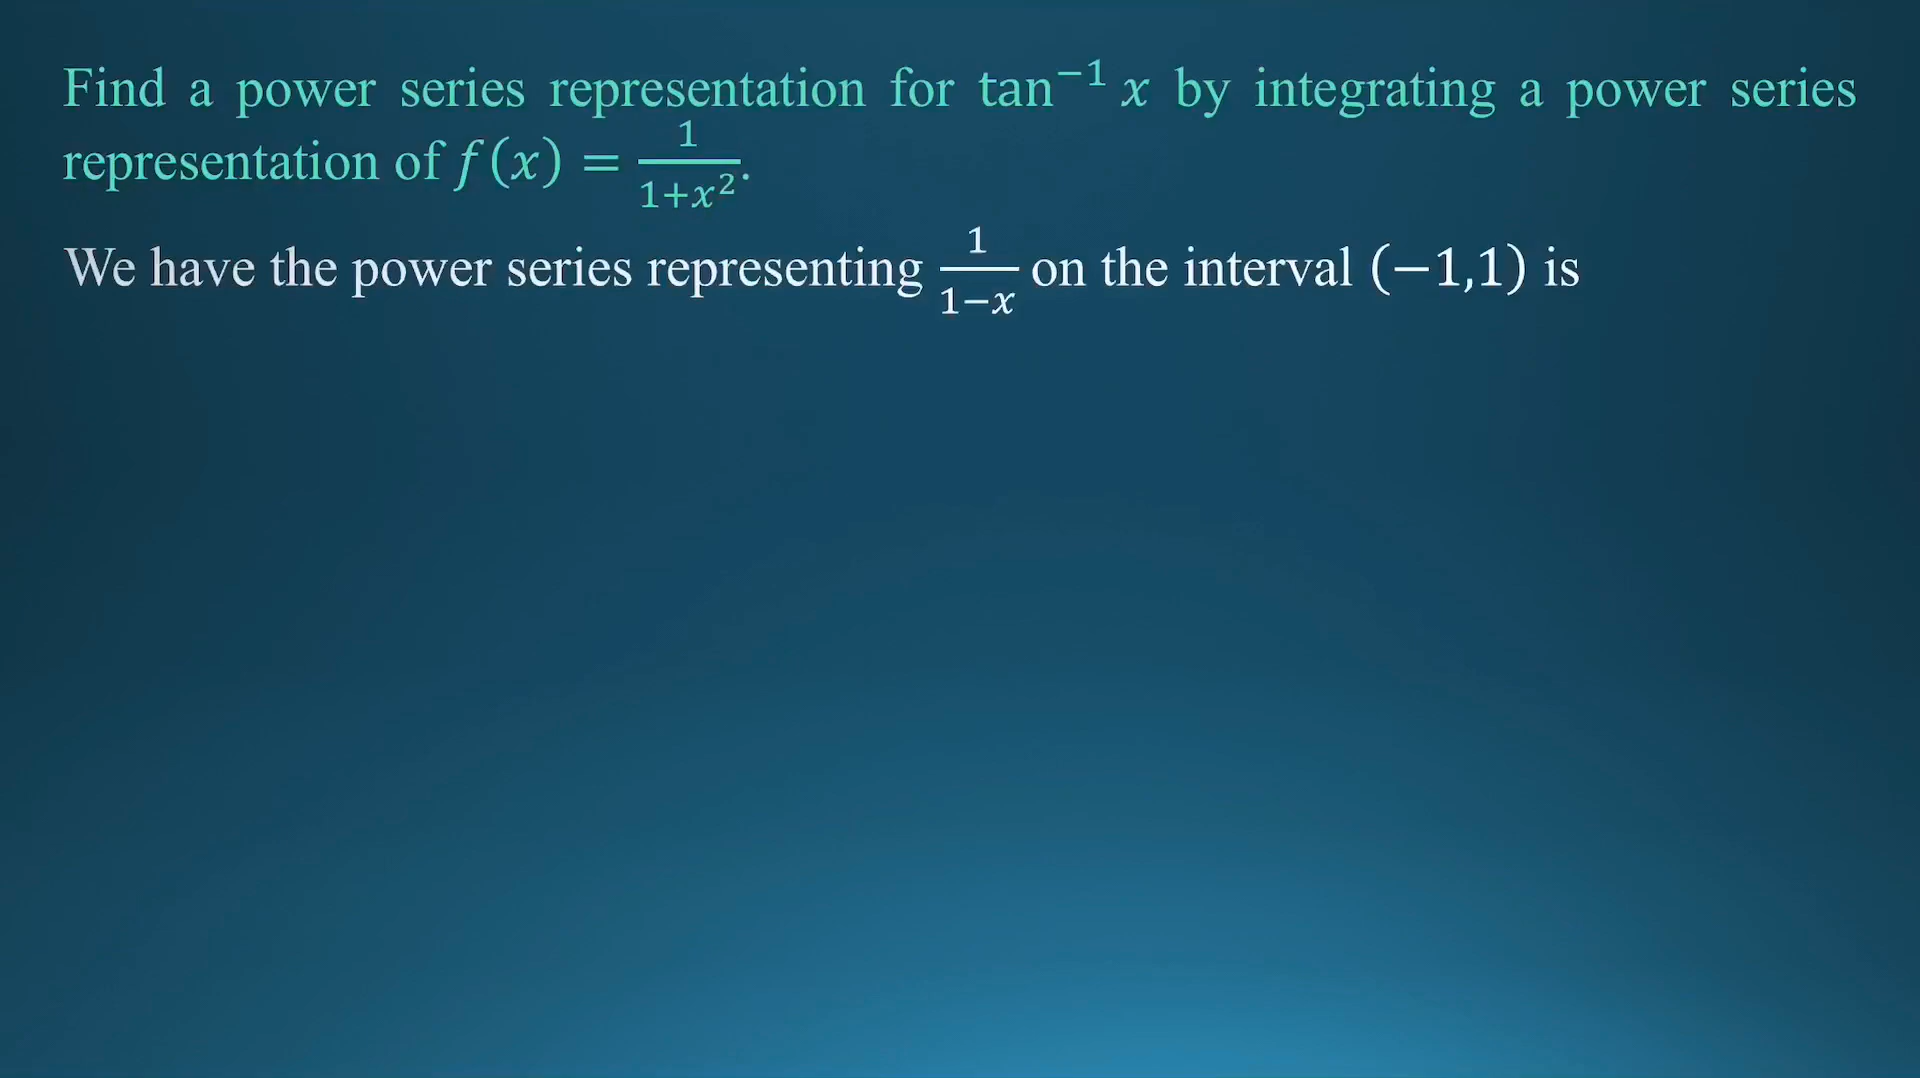 Find a power series representation for tan⁻¹ x by integrating a power series
representation of f(x) = 1/(1+x²).
We have the power series representing 1/(1−x) on the interval (−1,1) is